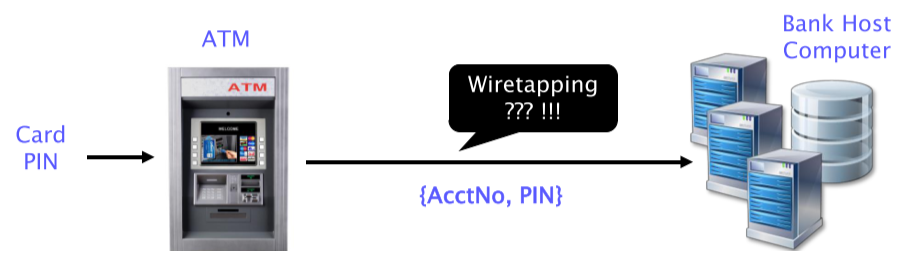 ATM
Bank Host
Computer
Wiretapping
??? !!!
ATM
WELCOME
Card
PIN
{AcctNo, PIN}